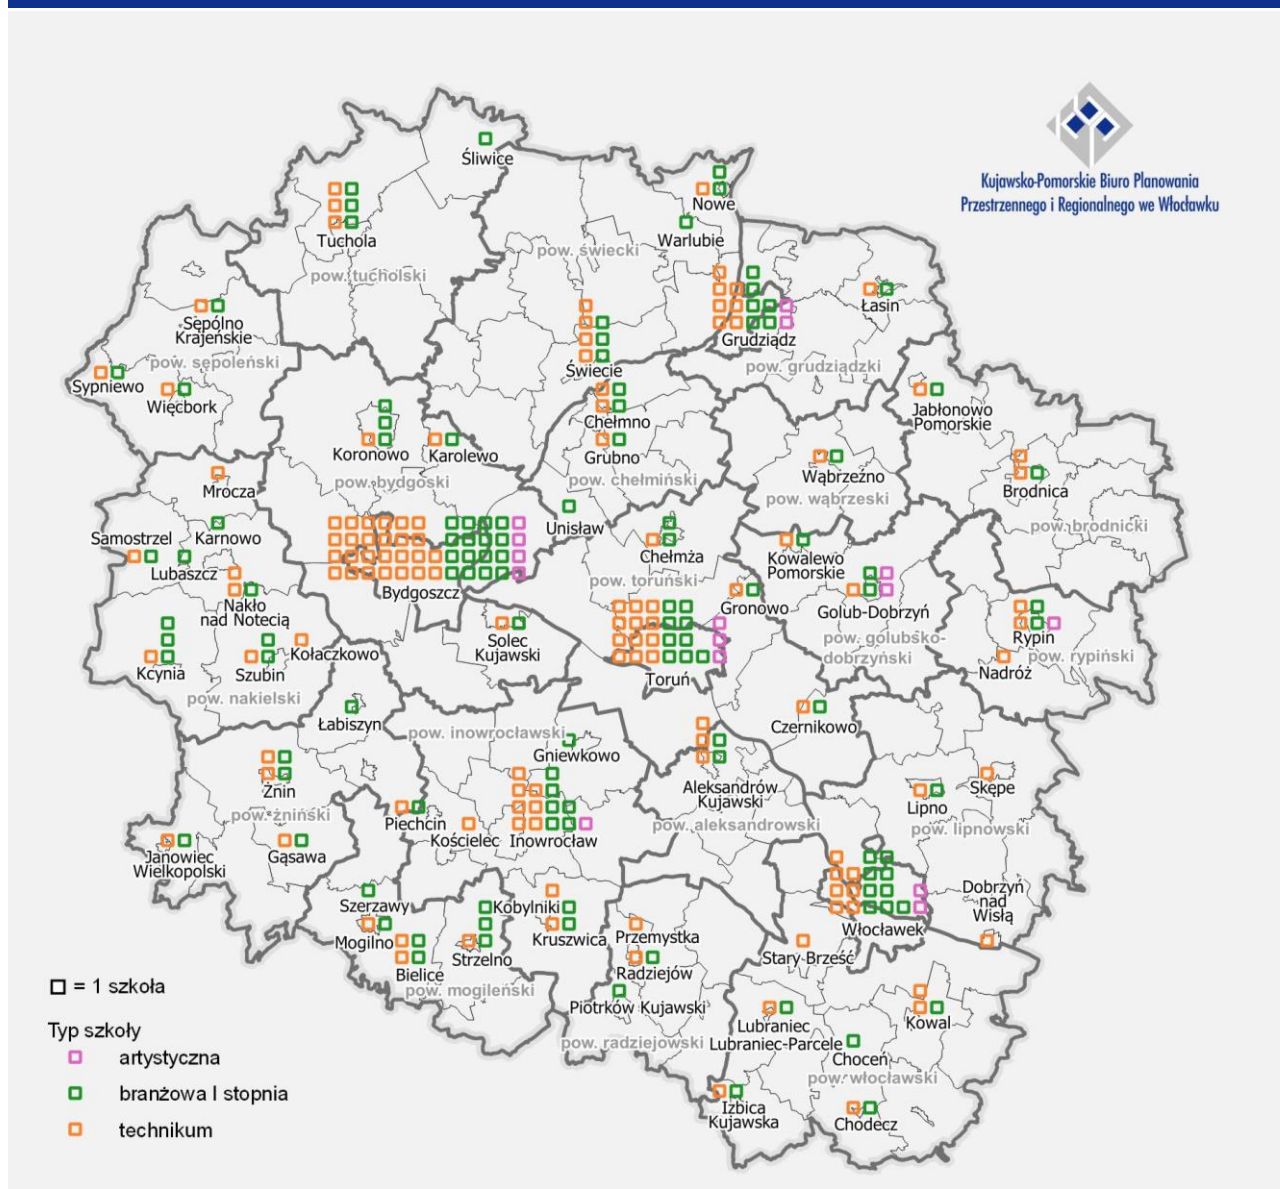 Kujawsko-Pomorskie Biuro Planowania
Przestrzennego i Regionalnego we Włocławku
Śliwice
Nowe
Tuchola
Warlubie
pow. świecki
pow. tucholski
Łasin
Sępólno
Krajeńskie
Grudziądz
pow. sępoleński
Świecie
pow. grudziądzki
Sypniewo
Więcbork
Jabłonowo
Pomorskie
Chełmno
Koronowo
Karolewo
Grubno
Wąbrzeźno
pow. bydgoski
pow. chełmiński
Mrocza
Brodnica
pow. wąbrzeski
Unisław
pow. brodnicki
Samostrzel
Karnowo
Chełmża
Kowalewo
Pomorskie
Lubaszcz
pow. toruński
Bydgoszcz
Nakło
nad Notecią
Gronowo
Golub-Dobrzyń
Solec
Kujawski
Rypin
pow. golubsko-
dobrzyński
Kołaczkowo
pow. rypiński
Kcynia
Szubin
Toruń
Nadróż
pow. nakielski
Łabiszyn
Czernikowo
pow. inowrocławski
Gniewkowo
Żnin
Aleksandrów
Kujawski
Skępe
Lipno
pow. żniński
Piechcin
pow. aleksandrowski
pow. lipnowski
Kościelec
Inowrocław
Janowiec
Wielkopolski
Gąsawa
Dobrzyń
nad
Wisłą
Szerzawy
Kobylniki
Włocławek
Mogilno
Kruszwica
Przemystka
Strzelno
Stary Brześć
Bielice
Radziejów
= 1 szkoła
pow. mogileński
Piotrków Kujawski
Kowal
Lubraniec
Lubraniec-Parcele
Typ szkoły
pow. radziejowski
artystyczna
Choceń
pow. włocławski
branżowa I stopnia
Izbica
Kujawska
Chodecz
technikum